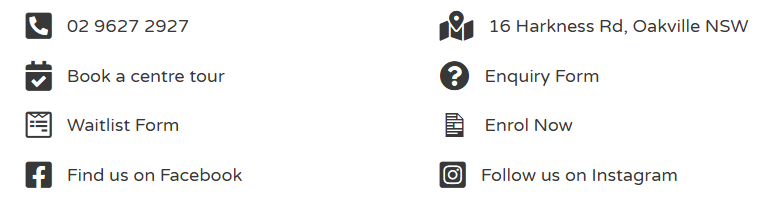 02 9627 2927
16 Harkness Rd, Oakville NSW
Book a centre tour
Enquiry Form
Waitlist Form
Enrol Now
Find us on Facebook
Follow us on Instagram